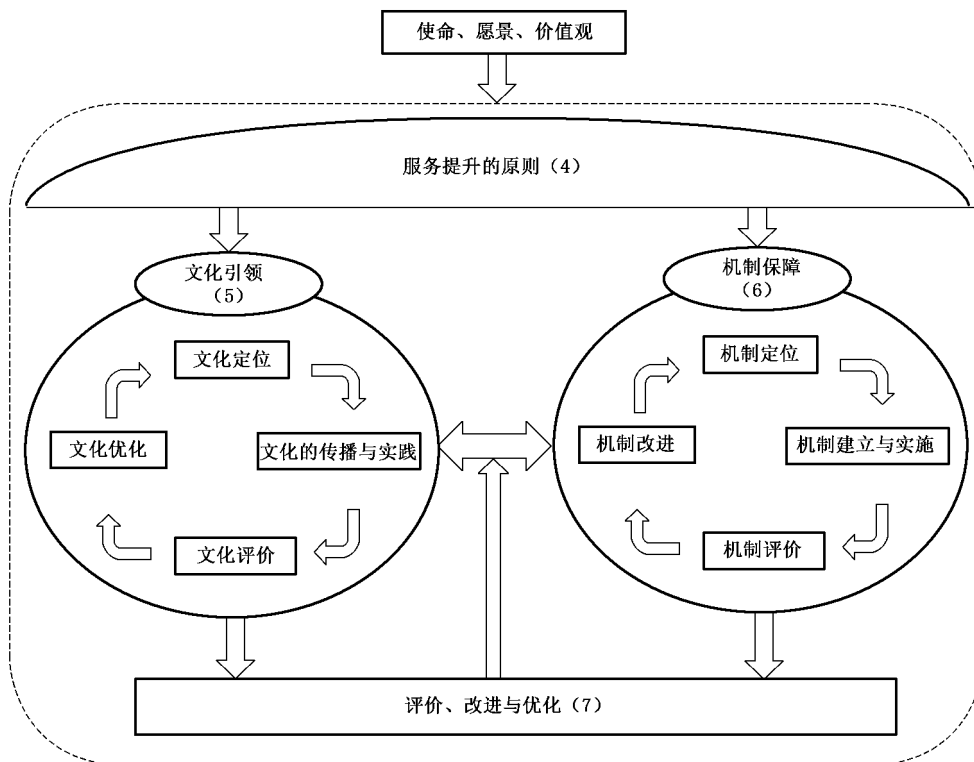 使命、愿景、价值观
服务提升的原则（4）
文化引领
（5）
机制保障
（6）
文化定位
机制定位
文化优化
文化的传播与实践
机制改进
机制建立与实施
文化评价
机制评价
评价、改进与优化（7）